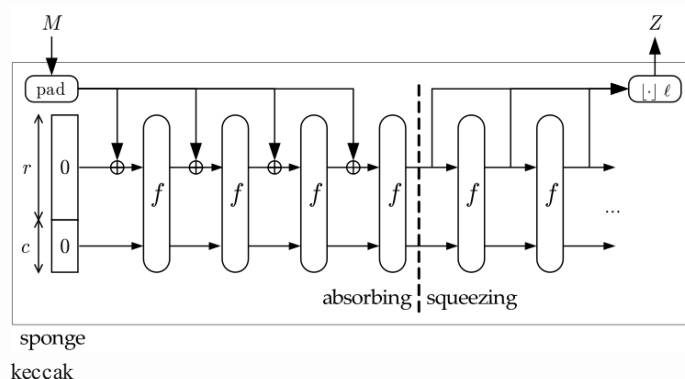 M Z
pad ⌊·⌋ ℓ
r 0 f f f f f f
...
c 0
absorbing squeezing
sponge
keccak